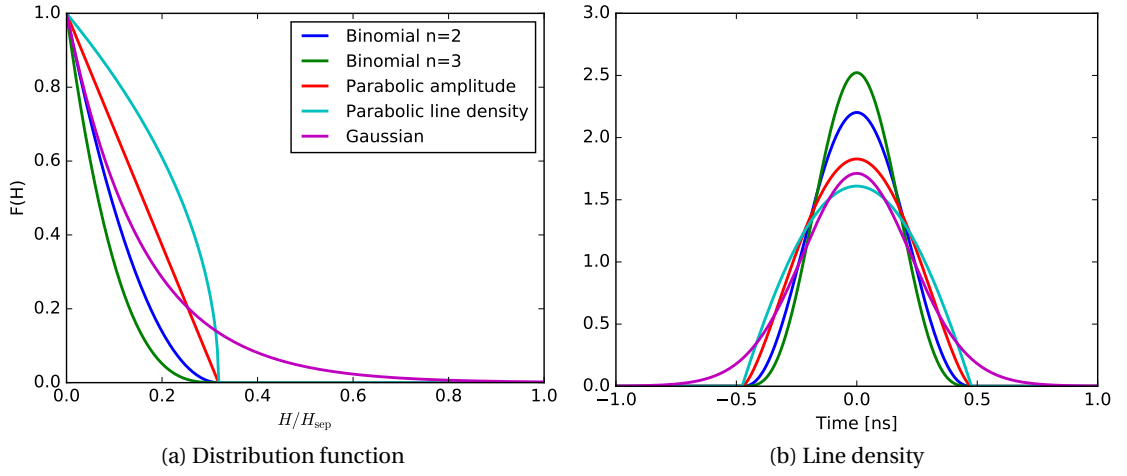 1.0
0.8
0.6
0.4
0.2
0.0
F(H)
Binomial n=2
Binomial n=3
Parabolic amplitude
Parabolic line density
Gaussian
0.0 0.2 0.4 0.6 0.8 1.0
H/H_sep
(a) Distribution function
3.0
2.5
2.0
1.5
1.0
0.5
0.0
−1.0 −0.5 0.0 0.5 1.0
Time [ns]
(b) Line density